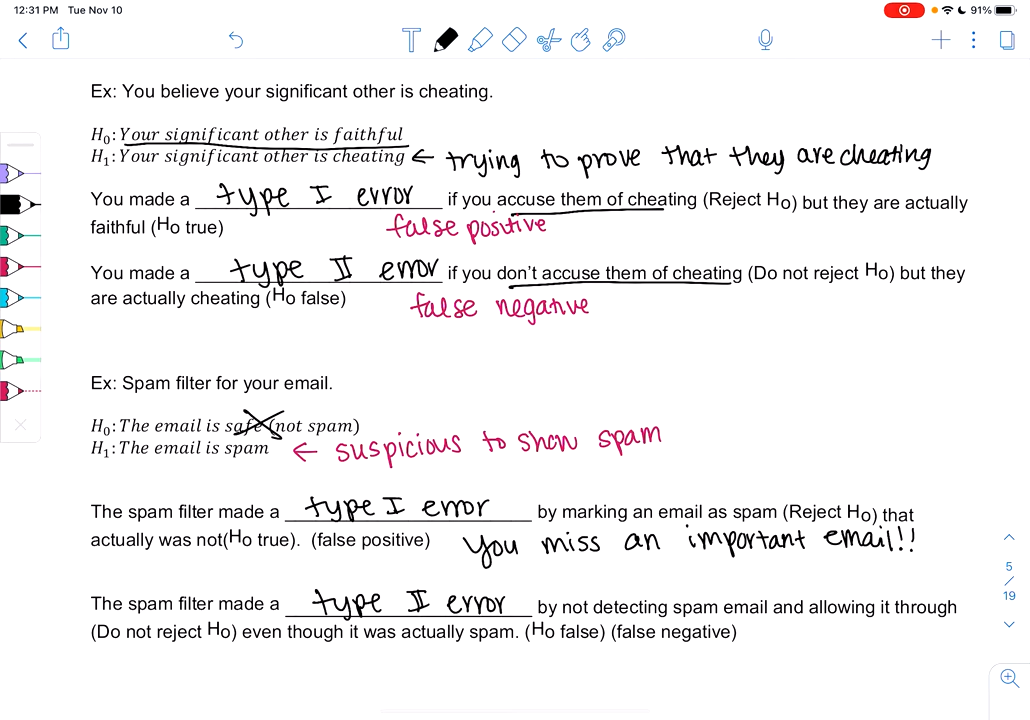 12:31 PM Tue Nov 10 91%
T
Ex: You believe your significant other is cheating.
H₀: Your significant other is faithful
H₁: Your significant other is cheating ← trying to prove that they are cheating
You made a type I error if you accuse them of cheating (Reject H₀) but they are actually
faithful (H₀ true) false positive
You made a type II error if you don't accuse them of cheating (Do not reject H₀) but they
are actually cheating (H₀ false) false negative
Ex: Spam filter for your email.
H₀: The email is safe (not spam)
H₁: The email is spam ← suspicious to show spam
The spam filter made a type I error by marking an email as spam (Reject H₀) that
actually was not(H₀ true). (false positive) You miss an important email!!
5
/
19
The spam filter made a type II error by not detecting spam email and allowing it through
(Do not reject H₀) even though it was actually spam. (H₀ false) (false negative)